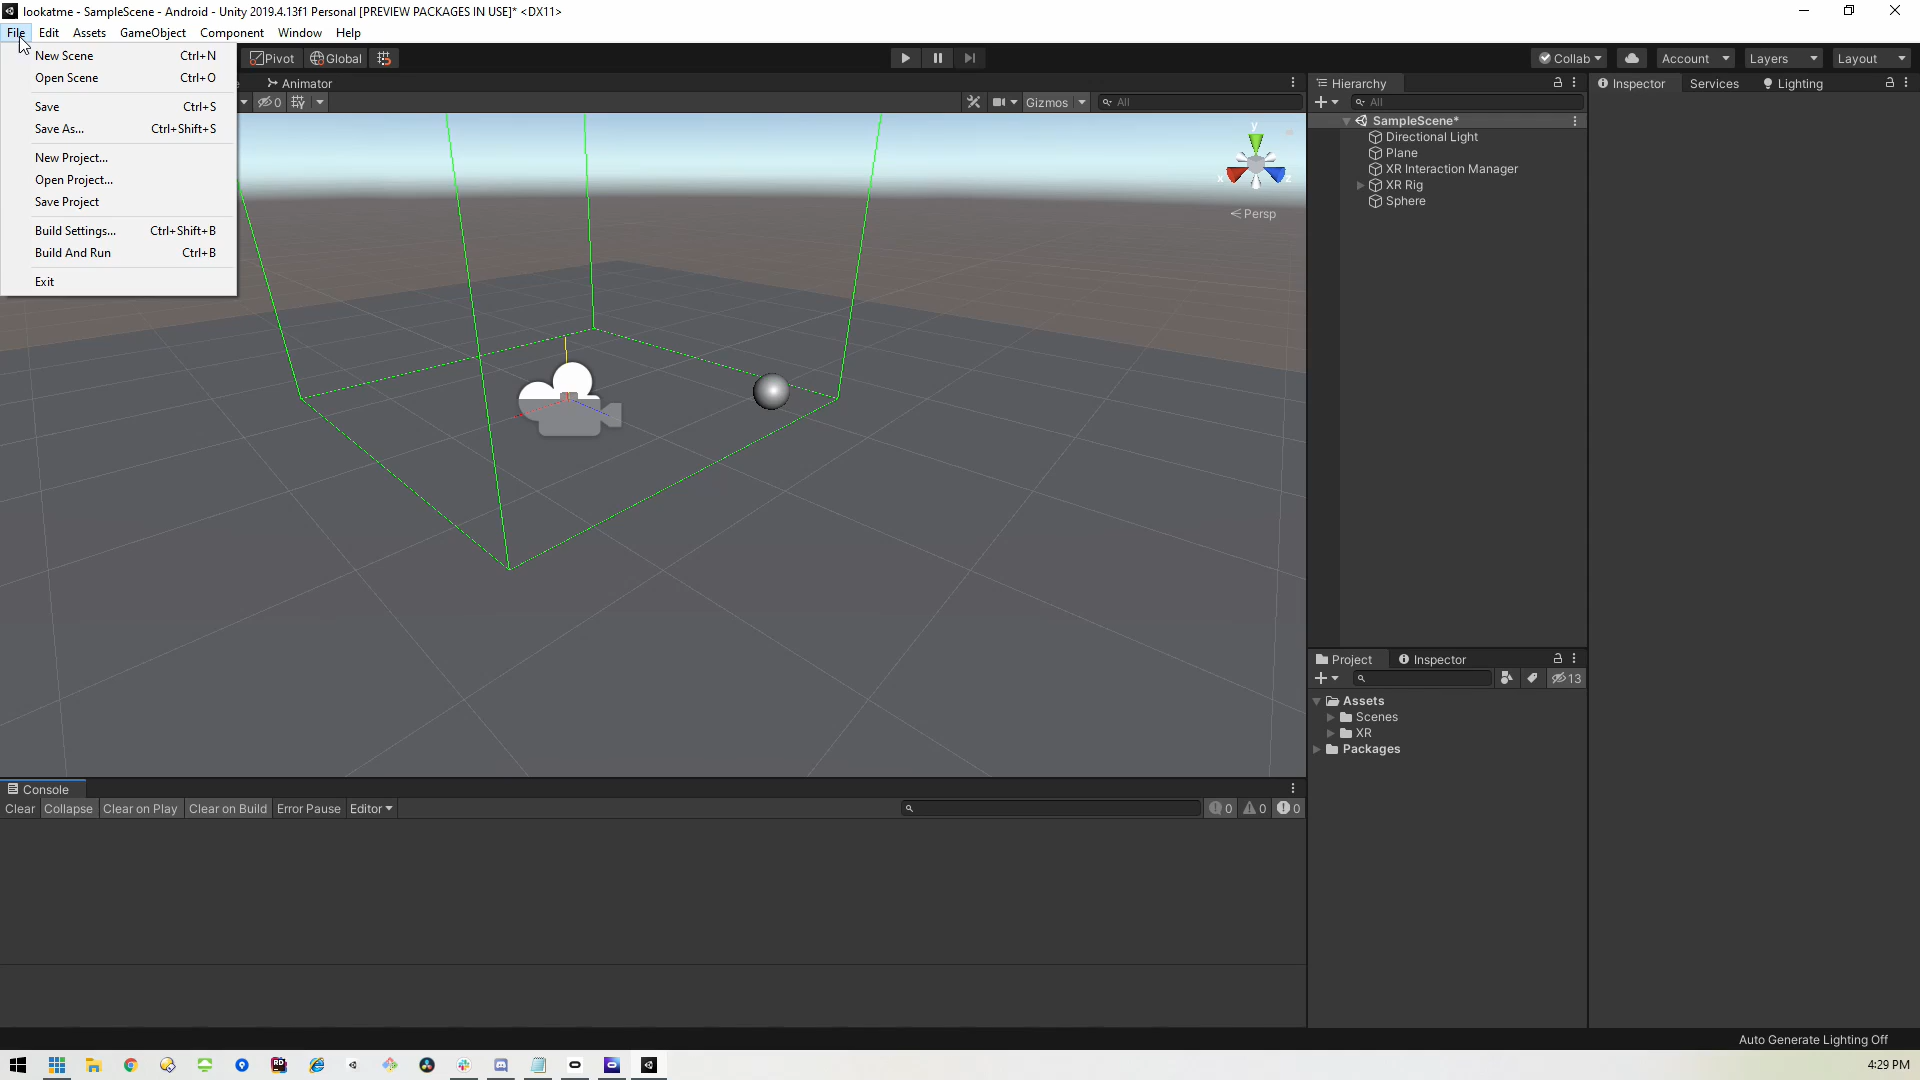 lookatme - SampleScene - Android - Unity 2019.4.13f1 Personal [PREVIEW PACKAGES IN USE]* <DX11>
File Edit Assets GameObject Component Window Help
New Scene Ctrl+N
Open Scene Ctrl+O
Save Ctrl+S
Save As... Ctrl+Shift+S
New Project...
Open Project...
Save Project
Build Settings... Ctrl+Shift+B
Build And Run Ctrl+B
Exit
Pivot Global
Collab Account Layers Layout
Animator
0 Gizmos All
y
x z
Persp
Hierarchy
All
SampleScene*
Directional Light
Plane
XR Interaction Manager
XR Rig
Sphere
Inspector Services Lighting
Project Inspector
13
Assets
Scenes
XR
Packages
Console
Clear Collapse Clear on Play Clear on Build Error Pause Editor 0 0 0
Auto Generate Lighting Off
4:29 PM